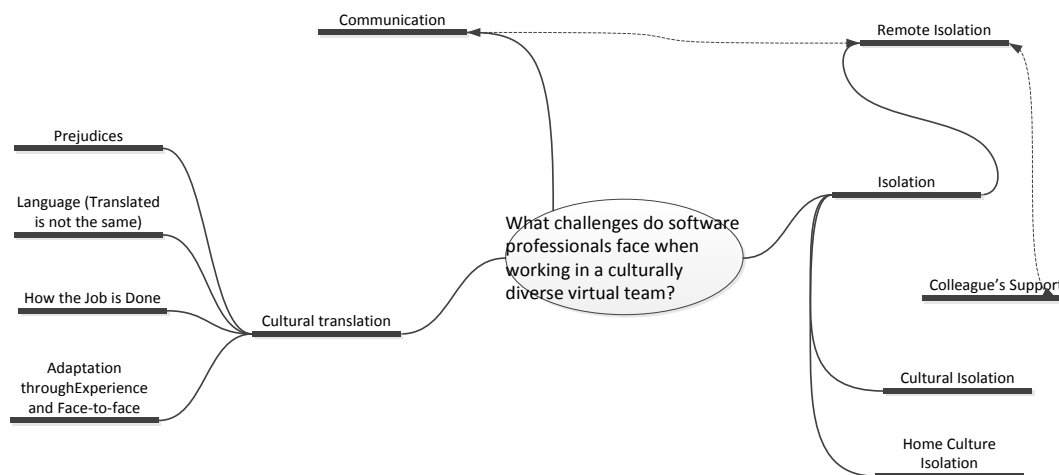 Communication
Remote Isolation
Prejudices
Language (Translated
is not the same)
How the Job is Done
Adaptation
throughExperience
and Face-to-face
Cultural translation
What challenges do software
professionals face when
working in a culturally
diverse virtual team?
Isolation
Colleague's Support
Cultural Isolation
Home Culture
Isolation